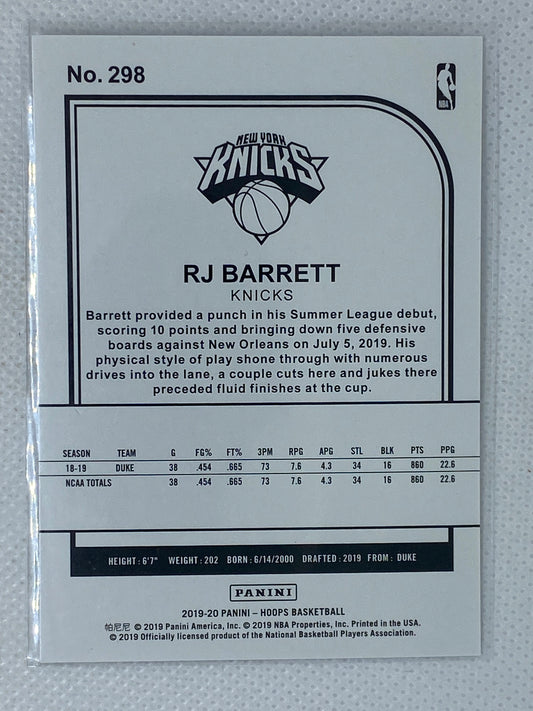 No. 298
NBA
NEW YORK
KNICKS
RJ BARRETT
KNICKS
Barrett provided a punch in his Summer League debut,
scoring 10 points and bringing down five defensive
boards against New Orleans on July 5, 2019. His
physical style of play shone through with numerous
drives into the lane, a couple cuts here and jukes there
preceded fluid finishes at the cup.
SEASON TEAM G FG% FT% 3PM RPG APG STL BLK PTS PPG
18-19 DUKE 38 .454 .665 73 7.6 4.3 34 16 860 22.6
NCAA TOTALS 38 .454 .665 73 7.6 4.3 34 16 860 22.6
HEIGHT: 6'7" WEIGHT: 202 BORN: 6/14/2000 DRAFTED: 2019 FROM: DUKE
PANINI
2019-20 PANINI – HOOPS BASKETBALL
帕尼尼 © 2019 Panini America, Inc. © 2019 NBA Properties, Inc. Printed in the USA.
© 2019 Officially licensed product of the National Basketball Players Association.